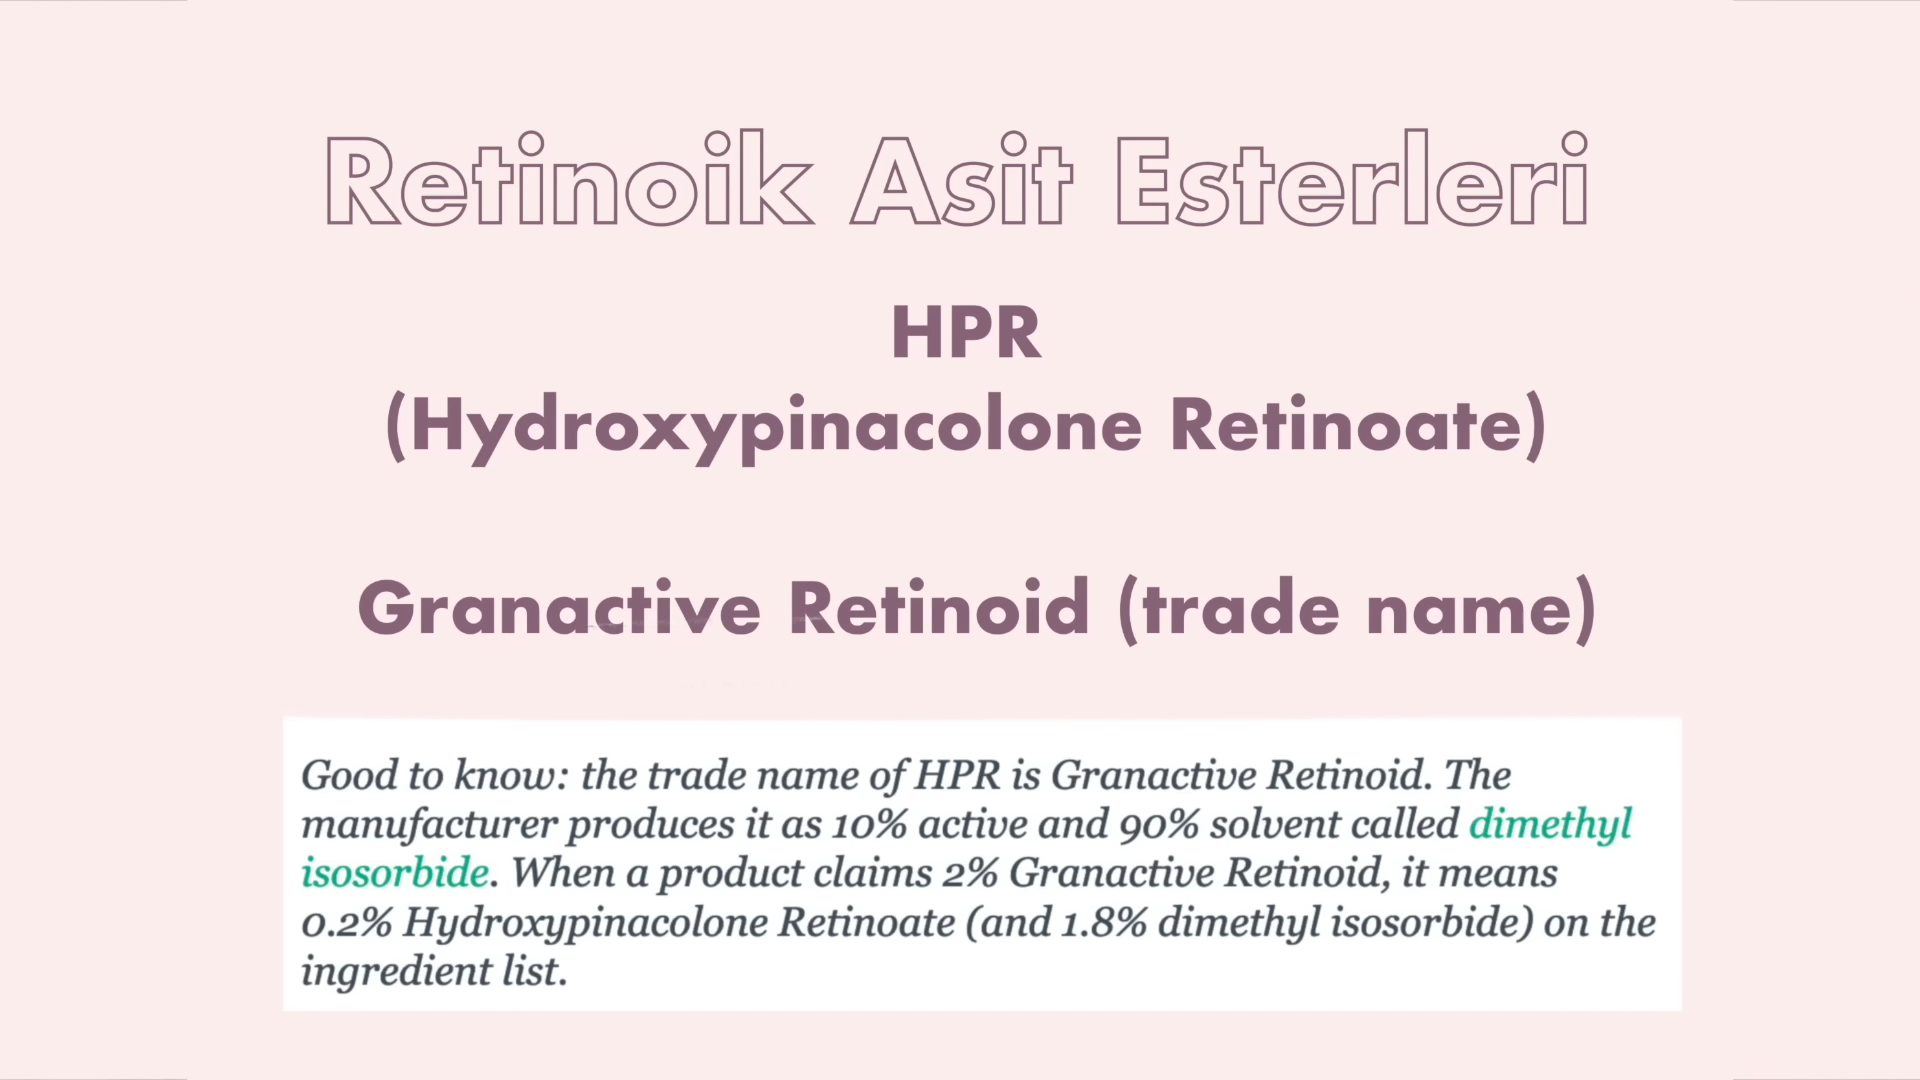 Retinoik Asit Esterleri
HPR
(Hydroxypinacolone Retinoate)
Granactive Retinoid (trade name)
Good to know: the trade name of HPR is Granactive Retinoid. The
manufacturer produces it as 10% active and 90% solvent called dimethyl
isosorbide. When a product claims 2% Granactive Retinoid, it means
0.2% Hydroxypinacolone Retinoate (and 1.8% dimethyl isosorbide) on the
ingredient list.